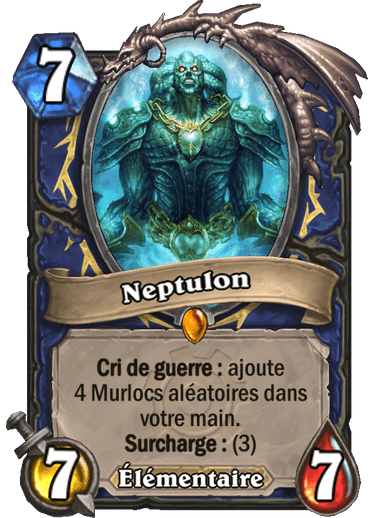 7
Neptulon
Cri de guerre : ajoute
4 Murlocs aléatoires dans
votre main.
Surcharge : (3)
7
Élémentaire
7